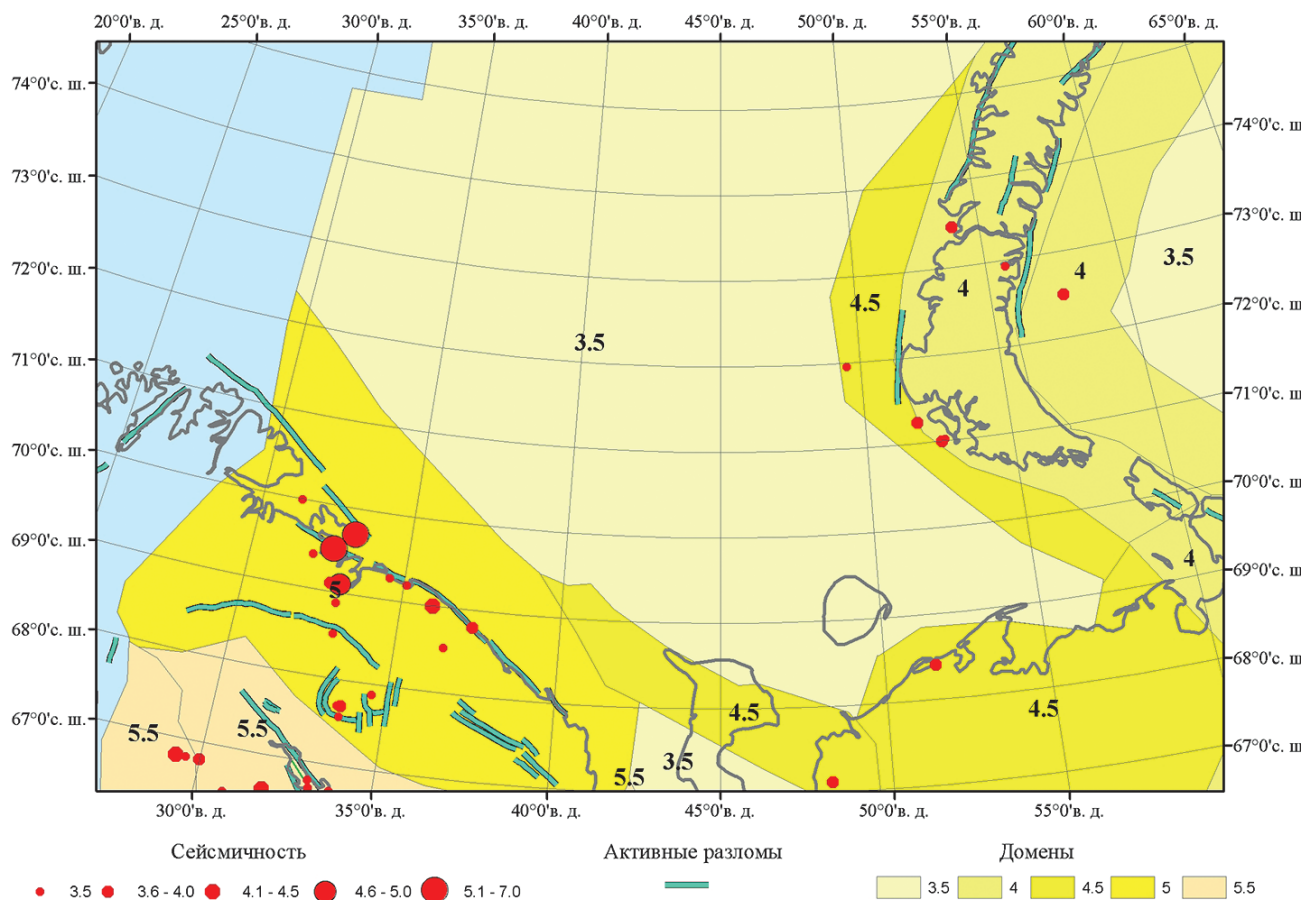 20°0'в. д. 25°0'в. д. 30°0'в. д. 35°0'в. д. 40°0'в. д. 45°0'в. д. 50°0'в. д. 55°0'в. д. 60°0'в. д. 65°0'в. д.
74°0'с. ш.
74°0'с. ш.
73°0'с. ш.
73°0'с. ш.
3.5
4
72°0'с. ш.
4
4.5
72°0'с. ш.
3.5
71°0'с. ш.
71°0'с. ш.
70°0'с. ш.
70°0'с. ш.
69°0'с. ш.
4
69°0'с. ш.
5
68°0'с. ш.
68°0'с. ш.
4.5
4.5
67°0'с. ш.
5.5
5.5
67°0'с. ш.
3.5
5.5
30°0'в. д. 35°0'в. д. 40°0'в. д. 45°0'в. д. 50°0'в. д. 55°0'в. д.
Сейсмичность Активные разломы Домены
3.5 3.6 - 4.0 4.1 - 4.5 4.6 - 5.0 5.1 - 7.0 3.5 4 4.5 5 5.5